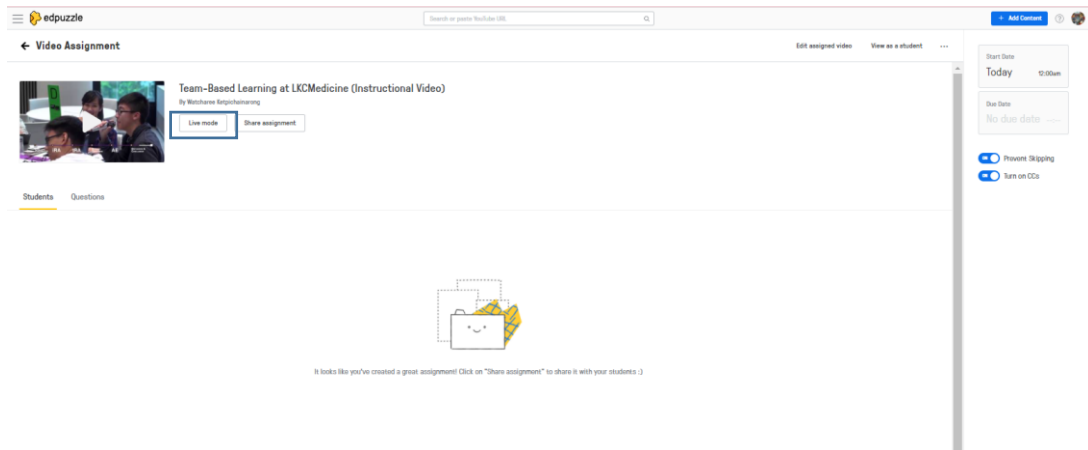 edpuzzle
Search or paste YouTube URL
+ Add Content
← Video Assignment
Edit assigned video
View as a student
...
Team-Based Learning at LKCMedicine (Instructional Video)
By Watcharee Ketpichainarong
Live mode
Share assignment
Students
Questions
It looks like you've created a great assignment! Click on "Share assignment" to share it with your students :)
Start Date
Today
12:00am
Due Date
No due date
Prevent Skipping
Turn on CCs